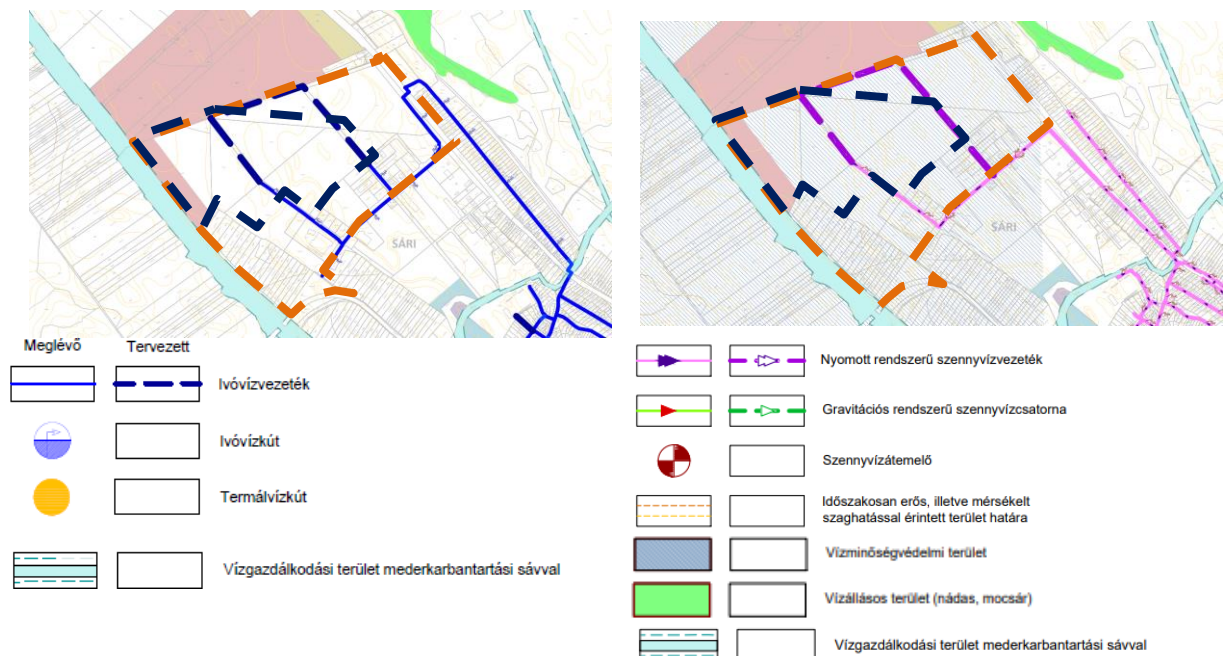 SÁRI
SÁRI
Meglévő Tervezett
Ivóvízvezeték
Ivóvízkút
Termálvízkút
Vízgazdálkodási terület mederkarbantartási sávval
Nyomott rendszerű szennyvízvezeték
Gravitációs rendszerű szennyvízcsatorna
Szennyvízátemelő
Időszakosan erős, illetve mérsékelt
szaghatással érintett terület határa
Vízminőségvédelmi terület
Vízállásos terület (nádas, mocsár)
Vízgazdálkodási terület mederkarbantartási sávval